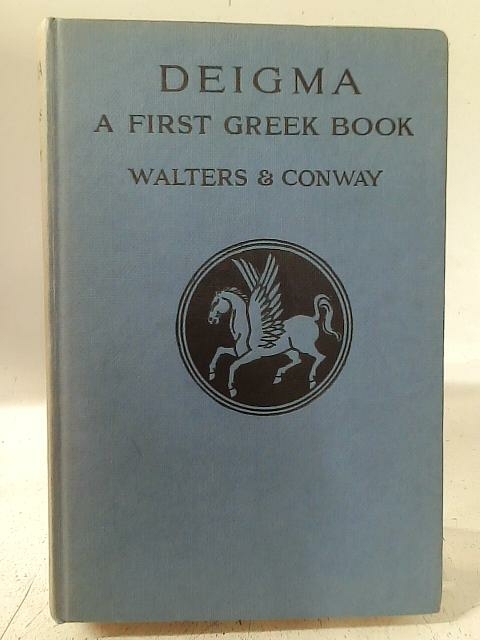 DEIGMA
A FIRST GREEK BOOK
WALTERS & CONWAY